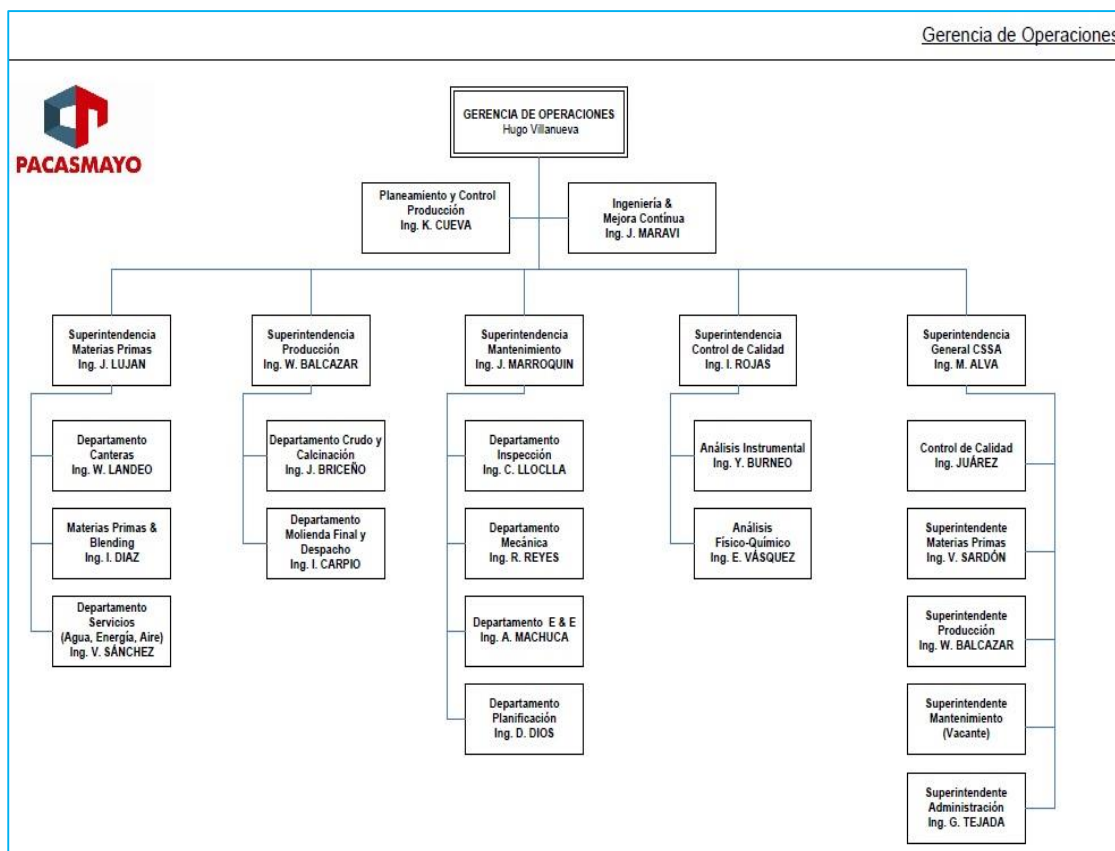 Gerencia de Operaciones
PACASMAYO
GERENCIA DE OPERACIONES
Hugo Villanueva
Planeamiento y Control
Producción
Ing. K. CUEVA
Ingeniería &
Mejora Contínua
Ing. J. MARAVI
Superintendencia
Materias Primas
Ing. J. LUJAN
Superintendencia
Producción
Ing. W. BALCAZAR
Superintendencia
Mantenimiento
Ing. J. MARROQUIN
Superintendencia
Control de Calidad
Ing. I. ROJAS
Superintendencia
General CSSA
Ing. M. ALVA
Departamento
Canteras
Ing. W. LANDEO
Materias Primas &
Blending
Ing. I. DIAZ
Departamento
Servicios
(Agua, Energía, Aire)
Ing. V. SÁNCHEZ
Departamento Crudo y
Calcinación
Ing. J. BRICEÑO
Departamento
Molienda Final y
Despacho
Ing. I. CARPIO
Departamento
Inspección
Ing. C. LLOCLLA
Departamento
Mecánica
Ing. R. REYES
Departamento E & E
Ing. A. MACHUCA
Departamento
Planificación
Ing. D. DIOS
Análisis Instrumental
Ing. Y. BURNEO
Análisis
Físico-Químico
Ing. E. VÁSQUEZ
Control de Calidad
Ing. JUÁREZ
Superintendente
Materias Primas
Ing. V. SARDÓN
Superintendente
Producción
Ing. W. BALCAZAR
Superintendente
Mantenimiento
(Vacante)
Superintendente
Administración
Ing. G. TEJADA